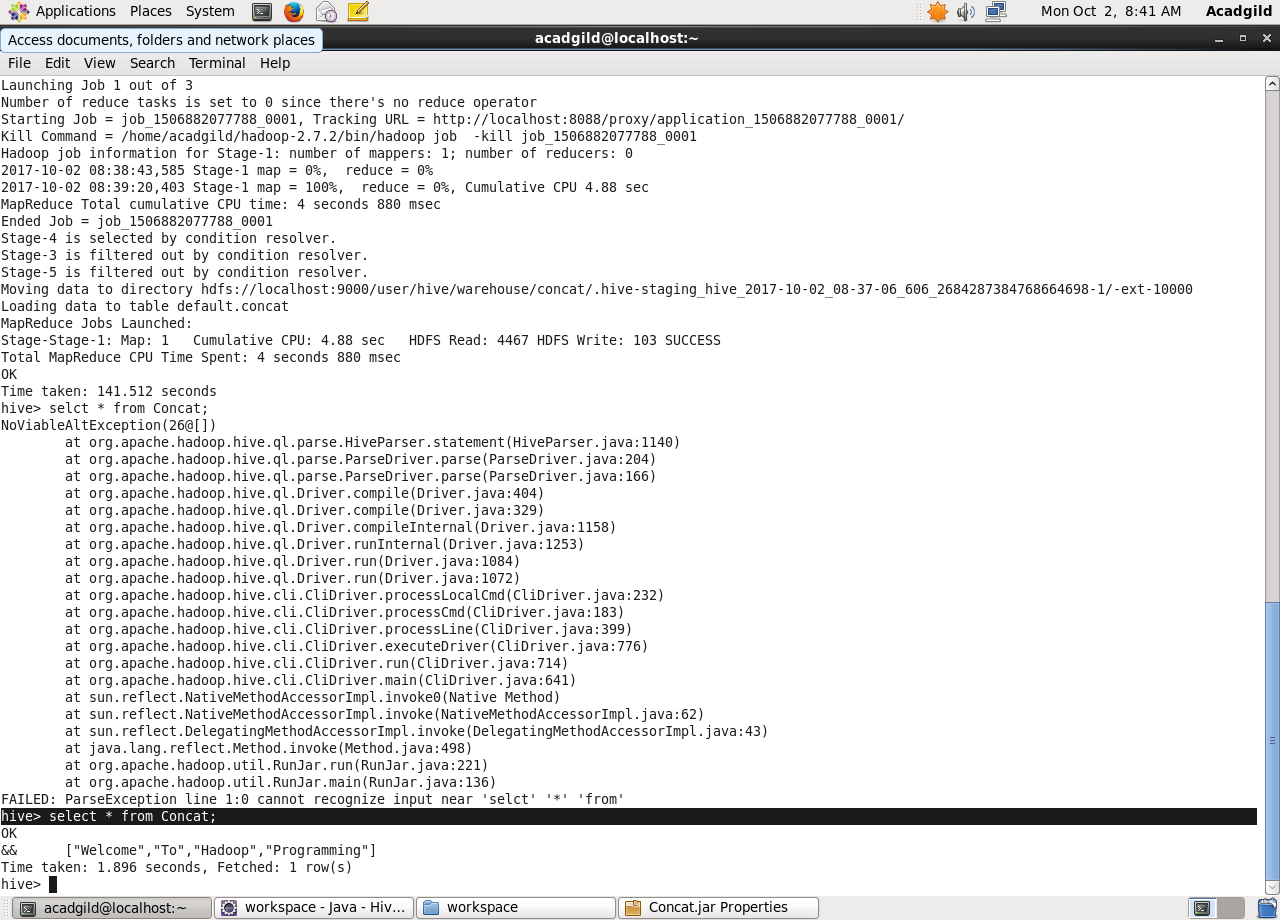 Applications Places System Mon Oct 2, 8:41 AM Acadgild
Access documents, folders and network places
acadgild@localhost:~
File Edit View Search Terminal Help
Launching Job 1 out of 3
Number of reduce tasks is set to 0 since there's no reduce operator
Starting Job = job_1506882077788_0001, Tracking URL = http://localhost:8088/proxy/application_1506882077788_0001/
Kill Command = /home/acadgild/hadoop-2.7.2/bin/hadoop job  -kill job_1506882077788_0001
Hadoop job information for Stage-1: number of mappers: 1; number of reducers: 0
2017-10-02 08:38:43,585 Stage-1 map = 0%,  reduce = 0%
2017-10-02 08:39:20,403 Stage-1 map = 100%,  reduce = 0%, Cumulative CPU 4.88 sec
MapReduce Total cumulative CPU time: 4 seconds 880 msec
Ended Job = job_1506882077788_0001
Stage-4 is selected by condition resolver.
Stage-3 is filtered out by condition resolver.
Stage-5 is filtered out by condition resolver.
Moving data to directory hdfs://localhost:9000/user/hive/warehouse/concat/.hive-staging_hive_2017-10-02_08-37-06_606_2684287384768664698-1/-ext-10000
Loading data to table default.concat
MapReduce Jobs Launched:
Stage-Stage-1: Map: 1   Cumulative CPU: 4.88 sec   HDFS Read: 4467 HDFS Write: 103 SUCCESS
Total MapReduce CPU Time Spent: 4 seconds 880 msec
OK
Time taken: 141.512 seconds
hive> selct * from Concat;
NoViableAltException(26@[])
        at org.apache.hadoop.hive.ql.parse.HiveParser.statement(HiveParser.java:1140)
        at org.apache.hadoop.hive.ql.parse.ParseDriver.parse(ParseDriver.java:204)
        at org.apache.hadoop.hive.ql.parse.ParseDriver.parse(ParseDriver.java:166)
        at org.apache.hadoop.hive.ql.Driver.compile(Driver.java:404)
        at org.apache.hadoop.hive.ql.Driver.compile(Driver.java:329)
        at org.apache.hadoop.hive.ql.Driver.compileInternal(Driver.java:1158)
        at org.apache.hadoop.hive.ql.Driver.runInternal(Driver.java:1253)
        at org.apache.hadoop.hive.ql.Driver.run(Driver.java:1084)
        at org.apache.hadoop.hive.ql.Driver.run(Driver.java:1072)
        at org.apache.hadoop.hive.cli.CliDriver.processLocalCmd(CliDriver.java:232)
        at org.apache.hadoop.hive.cli.CliDriver.processCmd(CliDriver.java:183)
        at org.apache.hadoop.hive.cli.CliDriver.processLine(CliDriver.java:399)
        at org.apache.hadoop.hive.cli.CliDriver.executeDriver(CliDriver.java:776)
        at org.apache.hadoop.hive.cli.CliDriver.run(CliDriver.java:714)
        at org.apache.hadoop.hive.cli.CliDriver.main(CliDriver.java:641)
        at sun.reflect.NativeMethodAccessorImpl.invoke0(Native Method)
        at sun.reflect.NativeMethodAccessorImpl.invoke(NativeMethodAccessorImpl.java:62)
        at sun.reflect.DelegatingMethodAccessorImpl.invoke(DelegatingMethodAccessorImpl.java:43)
        at java.lang.reflect.Method.invoke(Method.java:498)
        at org.apache.hadoop.util.RunJar.run(RunJar.java:221)
        at org.apache.hadoop.util.RunJar.main(RunJar.java:136)
FAILED: ParseException line 1:0 cannot recognize input near 'selct' '*' 'from'
hive> select * from Concat;
OK
&&      ["Welcome","To","Hadoop","Programming"]
Time taken: 1.896 seconds, Fetched: 1 row(s)
hive>
acadgild@localhost:~ workspace - Java - Hiv... workspace Concat.jar Properties